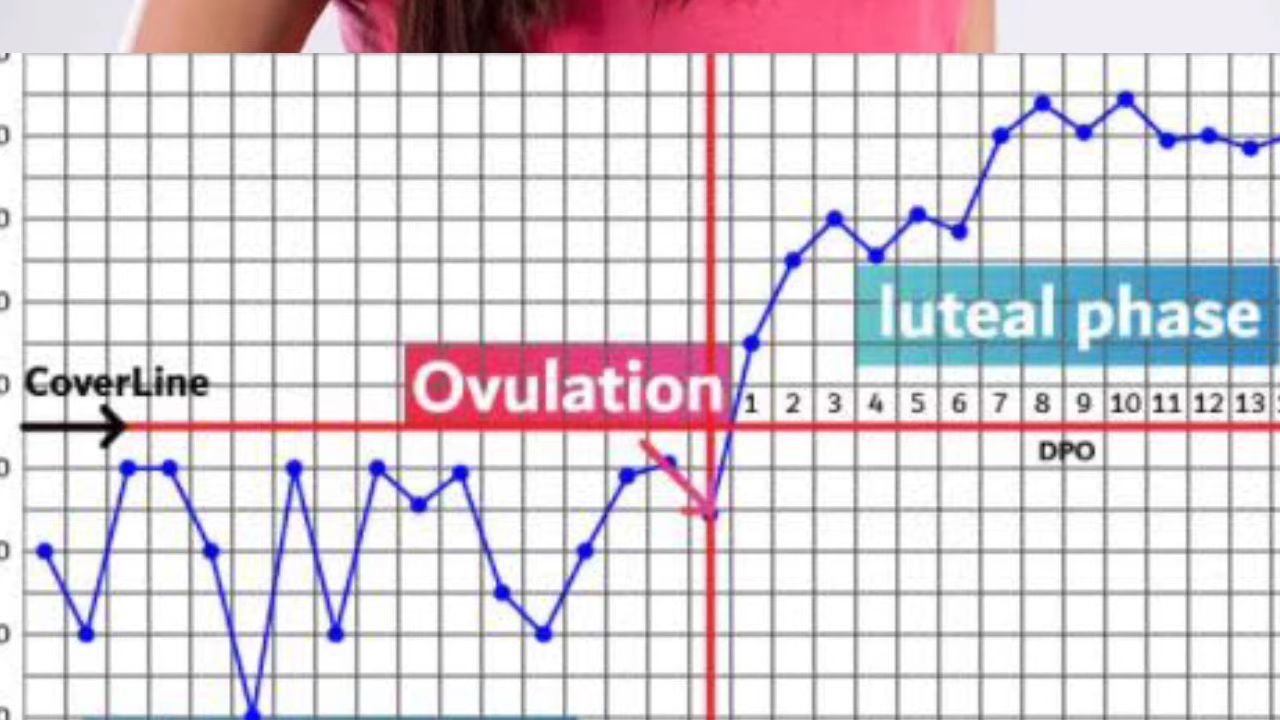 CoverLine
Ovulation
luteal phase
1 2 3 4 5 6 7 8 9 10 11 12 13
DPO